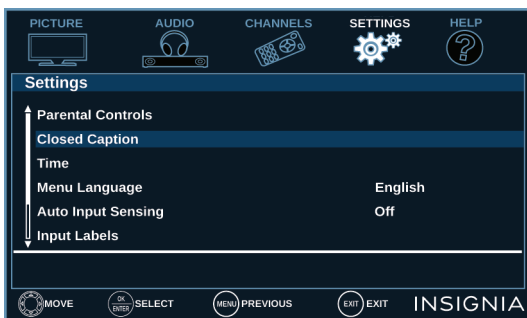 PICTURE AUDIO CHANNELS SETTINGS HELP
Settings
Parental Controls
Closed Caption
Time
Menu Language English
Auto Input Sensing Off
Input Labels
MOVE OK ENTER SELECT MENU PREVIOUS EXIT EXIT INSIGNIA